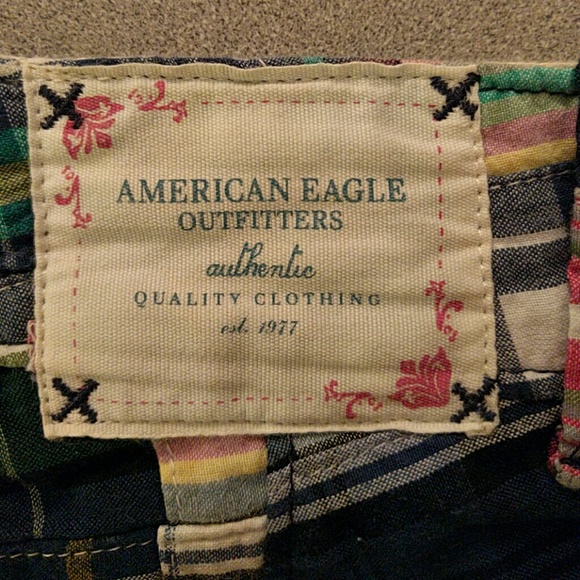 AMERICAN EAGLE
OUTFITTERS
authentic
QUALITY CLOTHING
est. 1977